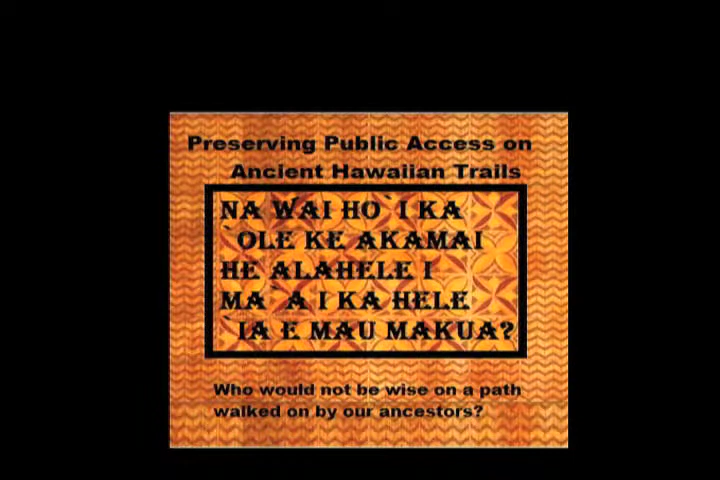 Preserving Public Access on
Ancient Hawaiian Trails
NA WAI HO`I KA
`OLE KE AKAMAI
HE ALAHELE I
MA`A I KA HELE
`IA E MAU MAKUA?
Who would not be wise on a path
walked on by our ancestors?